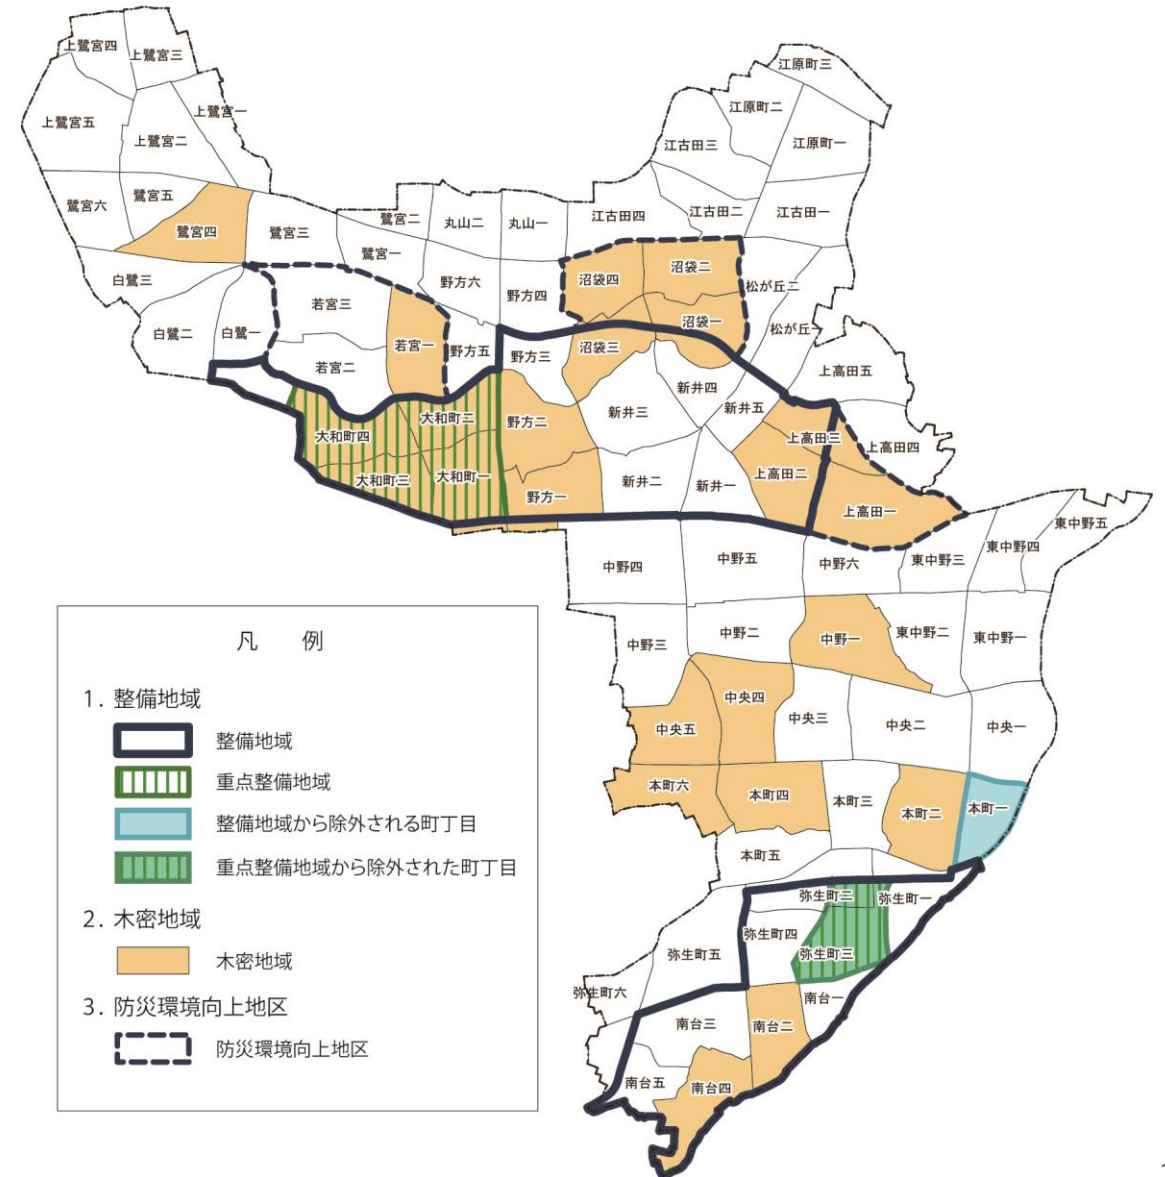 上鷺宮四
上鷺宮三
上鷺宮一
上鷺宮五
上鷺宮二
鷺宮六
鷺宮五
鷺宮四
鷺宮三
鷺宮二
鷺宮一
丸山二
丸山一
江原町三
江原町二
江原町一
江古田三
江古田四
江古田二
江古田一
白鷺三
白鷺二
白鷺一
若宮三
若宮二
若宮一
野方六
野方四
野方五
野方三
沼袋四
沼袋二
沼袋一
沼袋三
松が丘二
松が丘一
上高田五
上高田四
上高田三
上高田二
上高田一
新井四
新井三
新井五
新井二
新井一
大和町四
大和町二
大和町三
大和町一
野方二
野方一
中野四
中野五
中野六
東中野三
東中野四
東中野五
中野三
中野二
中野一
東中野二
東中野一
中央五
中央四
中央三
中央二
中央一
本町六
本町四
本町三
本町二
本町一
本町五
弥生町二
弥生町一
弥生町四
弥生町三
弥生町五
弥生町六
南台一
南台二
南台三
南台五
南台四
凡 例
1. 整備地域
整備地域
重点整備地域
整備地域から除外される町丁目
重点整備地域から除外された町丁目
2. 木密地域
木密地域
3. 防災環境向上地区
防災環境向上地区